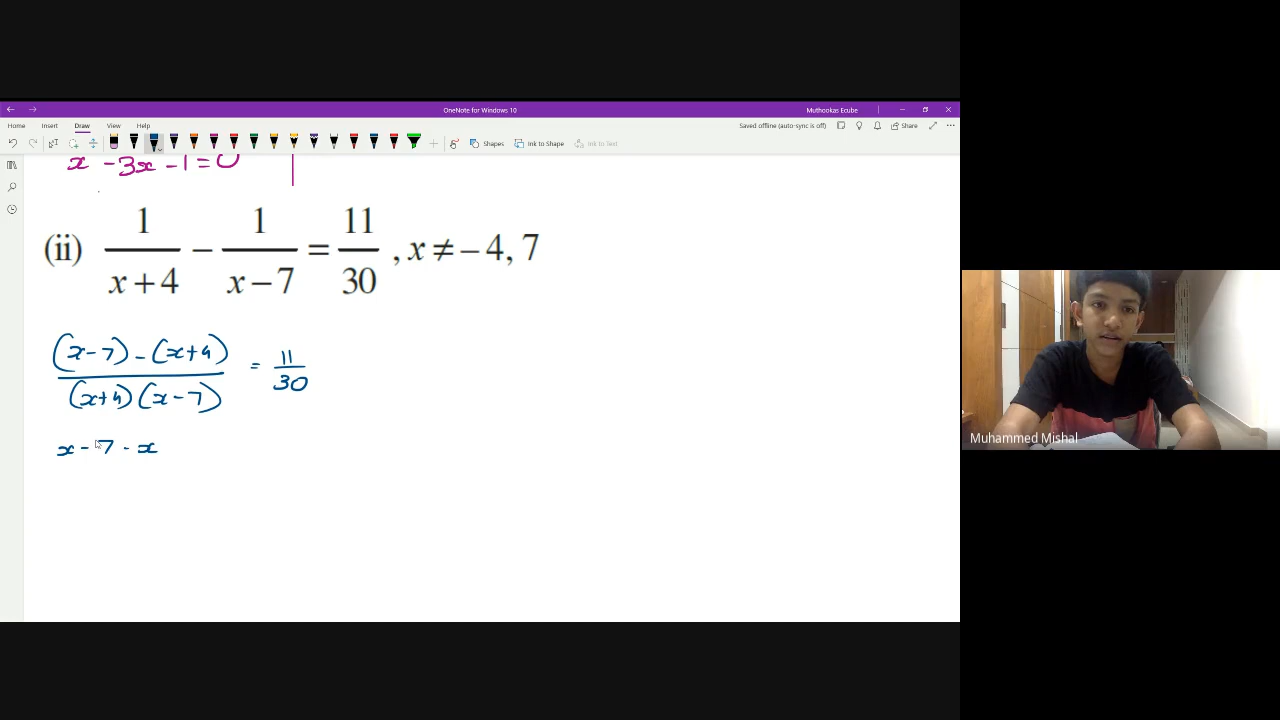 OneNote for Windows 10
Muthookas Ecube
Home Insert Draw View Help
Saved offline (auto-sync is off)
Share
Shapes
Ink to Shape
Ink to Text
x - 3x - 1 = 0
(ii) 1/(x+4) − 1/(x−7) = 11/30 , x ≠ −4, 7
((x-7) - (x+4))/((x+4)(x-7)) = 11/30
x - 7 - x
Muhammed Mishal